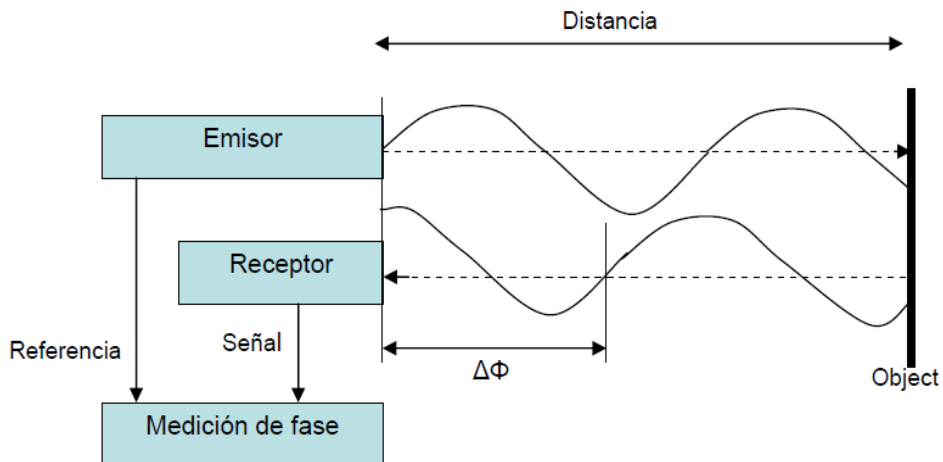 Distancia
Emisor
Receptor
Referencia
Señal
ΔΦ
Object
Medición de fase